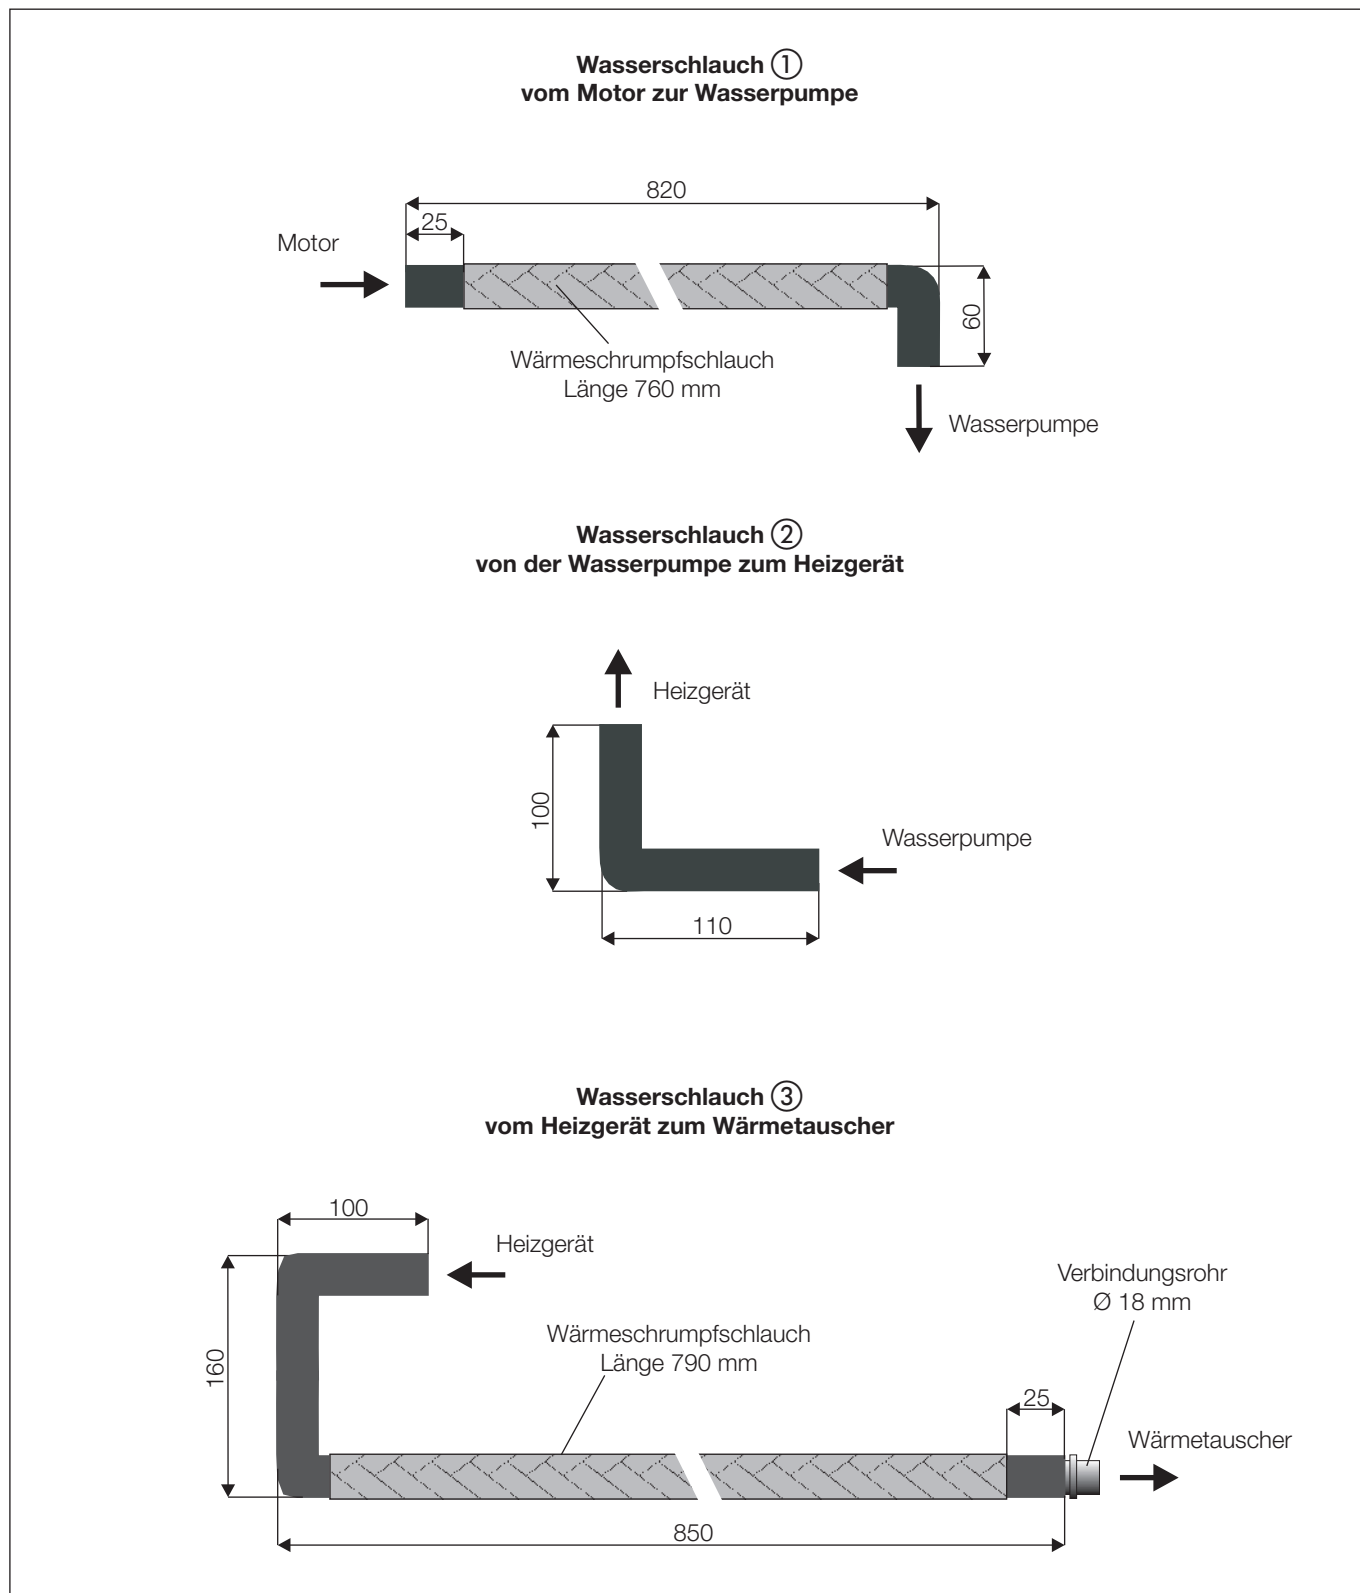 Wasserschlauch ①
vom Motor zur Wasserpumpe
820
25
Motor
60
Wärmeschrumpfschlauch
Länge 760 mm
Wasserpumpe
Wasserschlauch ②
von der Wasserpumpe zum Heizgerät
Heizgerät
100
Wasserpumpe
110
Wasserschlauch ③
vom Heizgerät zum Wärmetauscher
100
Heizgerät
Verbindungsrohr
Ø 18 mm
Wärmeschrumpfschlauch
Länge 790 mm
160
25
Wärmetauscher
850